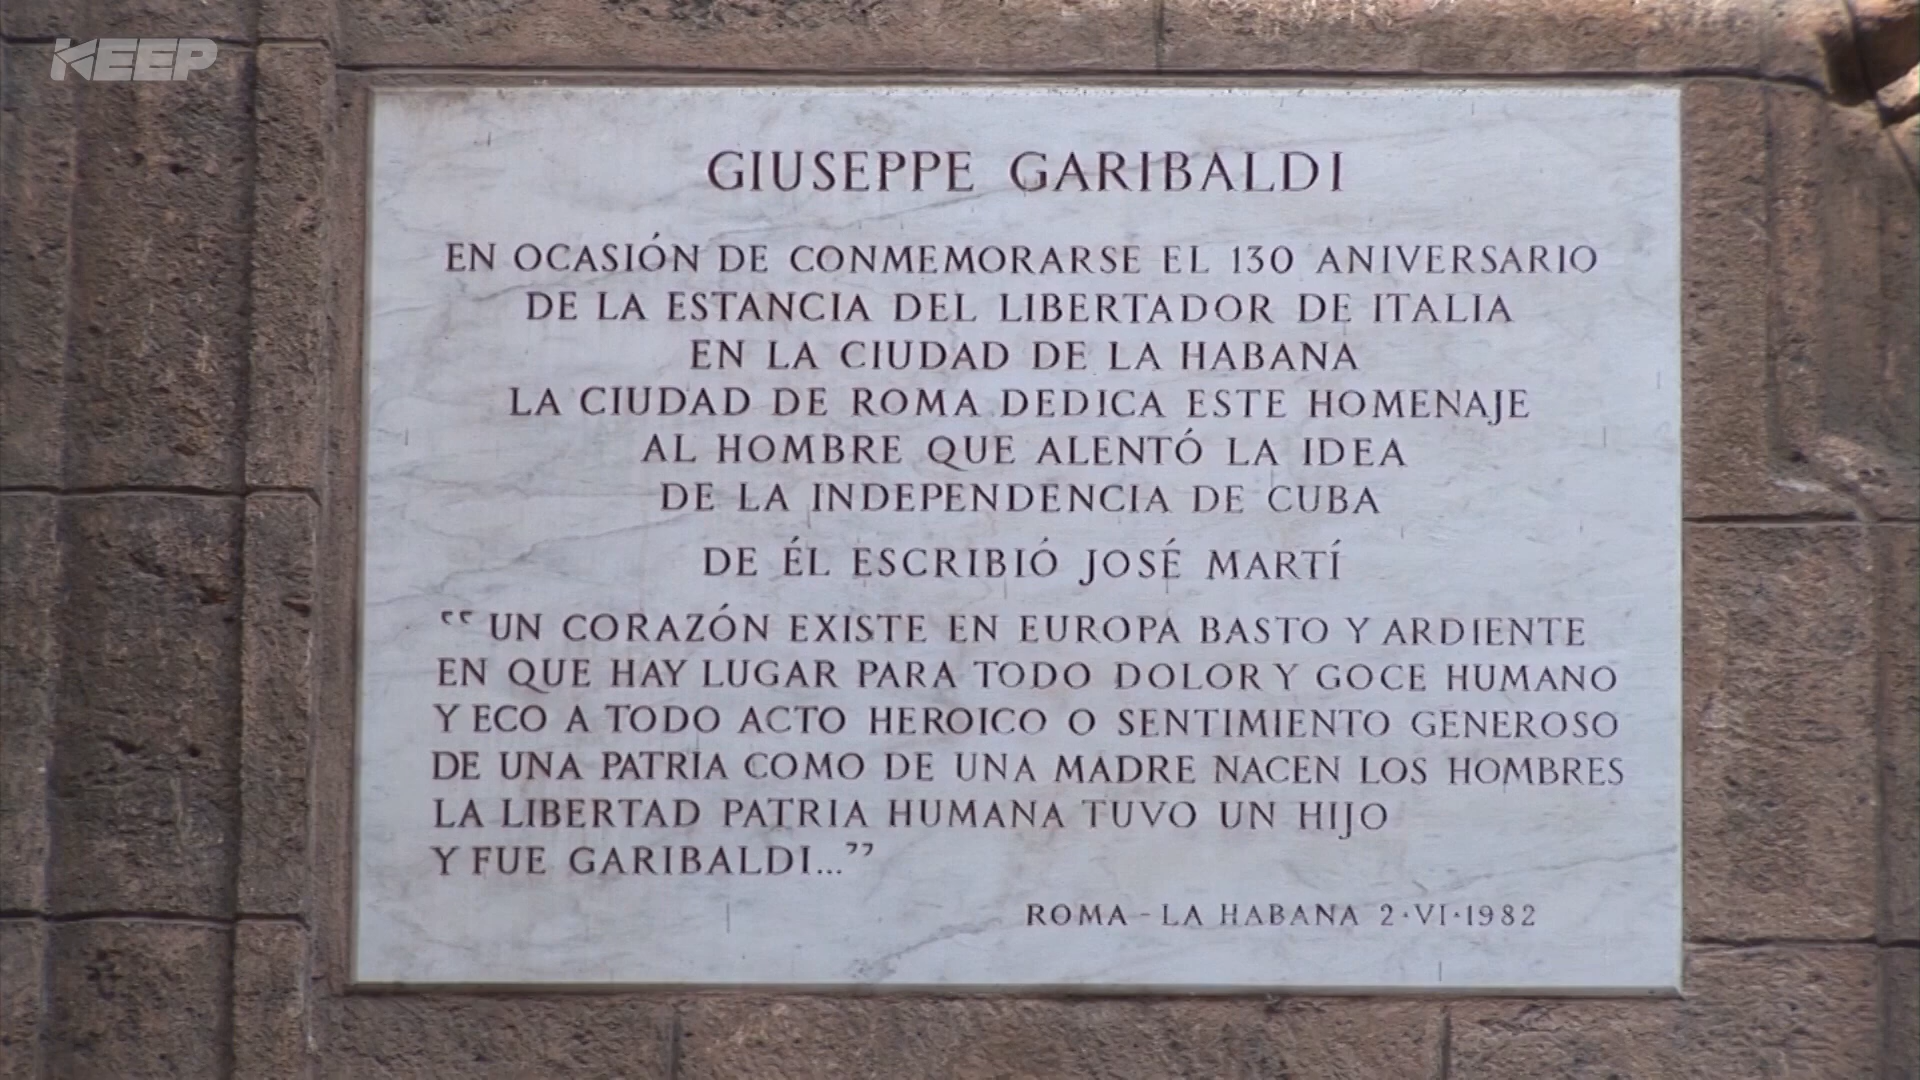 KEEP
GIUSEPPE GARIBALDI
EN OCASIÓN DE CONMEMORARSE EL 130 ANIVERSARIO
DE LA ESTANCIA DEL LIBERTADOR DE ITALIA
EN LA CIUDAD DE LA HABANA
LA CIUDAD DE ROMA DEDICA ESTE HOMENAJE
AL HOMBRE QUE ALENTÓ LA IDEA
DE LA INDEPENDENCIA DE CUBA
DE ÉL ESCRIBIÓ JOSÉ MARTÍ
“ UN CORAZÓN EXISTE EN EUROPA BASTO Y ARDIENTE
EN QUE HAY LUGAR PARA TODO DOLOR Y GOCE HUMANO
Y ECO A TODO ACTO HEROICO O SENTIMIENTO GENEROSO
DE UNA PATRIA COMO DE UNA MADRE NACEN LOS HOMBRES
LA LIBERTAD PATRIA HUMANA TUVO UN HIJO
Y FUE GARIBALDI...”
ROMA - LA HABANA 2·VI·1982